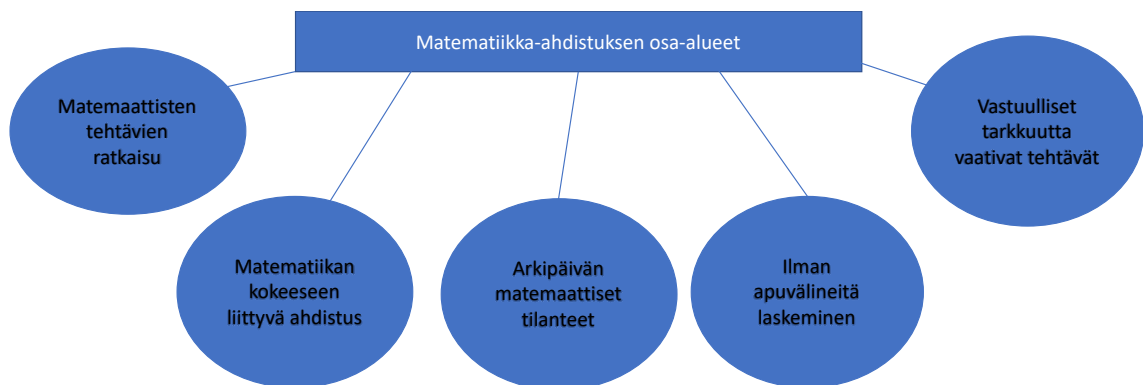 Matematiikka-ahdistuksen osa-alueet
Matemaattisten
tehtävien
ratkaisu
Matematiikan
kokeeseen
liittyvä ahdistus
Arkipäivän
matemaattiset
tilanteet
Ilman
apuvälineitä
laskeminen
Vastuulliset
tarkkuutta
vaativat tehtävät